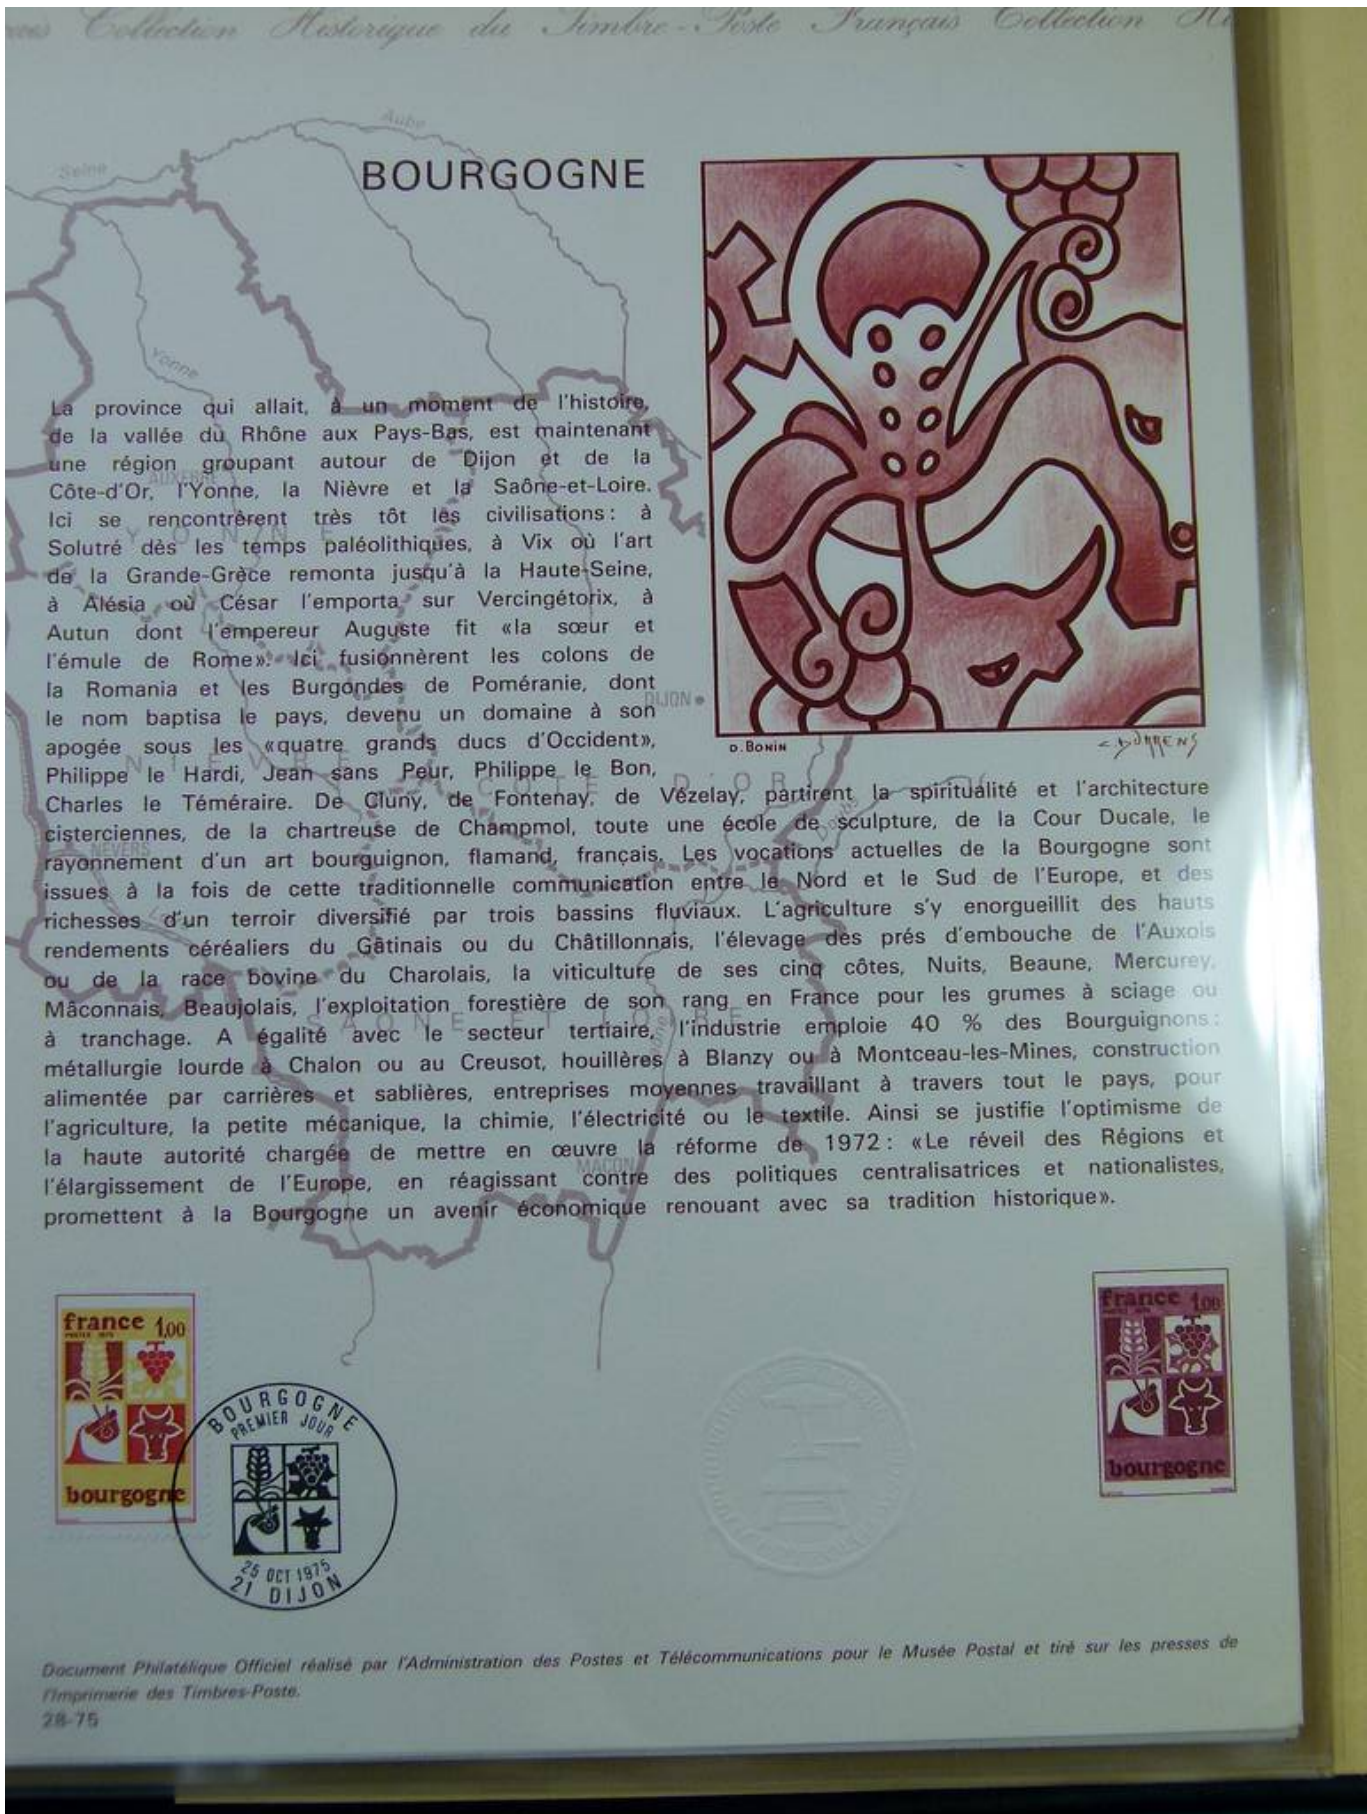 Collection Historique du Timbre-Poste Français Collection
Aube
Seine
BOURGOGNE
Yonne
La province qui allait, à un moment de l'histoire,
de la vallée du Rhône aux Pays-Bas, est maintenant
une région groupant autour de Dijon et de la
AUXERRE
Côte-d'Or, l'Yonne, la Nièvre et la Saône-et-Loire.
Ici se rencontrèrent très tôt les civilisations : à
YONNE
Solutré dès les temps paléolithiques, à Vix où l'art
de la Grande-Grèce remonta jusqu'à la Haute-Seine,
à Alésia où César l'emporta sur Vercingétorix, à
Autun dont l'empereur Auguste fit «la sœur et
l'émule de Rome». Ici fusionnèrent les colons de
la Romania et les Burgondes de Poméranie, dont
DIJON
le nom baptisa le pays, devenu un domaine à son
apogée sous les «quatre grands ducs d'Occident»,
D. BONIN
C. DURRENS
NIEVRE
COTE D'OR
Philippe le Hardi, Jean sans Peur, Philippe le Bon,
Charles le Téméraire. De Cluny, de Fontenay, de Vézelay, partirent la spiritualité et l'architecture
Doubs
cisterciennes, de la chartreuse de Champmol, toute une école de sculpture, de la Cour Ducale, le
NEVERS
rayonnement d'un art bourguignon, flamand, français. Les vocations actuelles de la Bourgogne sont
issues à la fois de cette traditionnelle communication entre le Nord et le Sud de l'Europe, et des
richesses d'un terroir diversifié par trois bassins fluviaux. L'agriculture s'y enorgueillit des hauts
rendements céréaliers du Gâtinais ou du Châtillonnais, l'élevage des prés d'embouche de l'Auxois
ou de la race bovine du Charolais, la viticulture de ses cinq côtes, Nuits, Beaune, Mercurey,
Mâconnais, Beaujolais, l'exploitation forestière de son rang en France pour les grumes à sciage ou
SAONE ET LOIRE
à tranchage. A égalité avec le secteur tertiaire, l'industrie emploie 40 % des Bourguignons :
métallurgie lourde à Chalon ou au Creusot, houillères à Blanzy ou à Montceau-les-Mines, construction
alimentée par carrières et sablières, entreprises moyennes travaillant à travers tout le pays, pour
l'agriculture, la petite mécanique, la chimie, l'électricité ou le textile. Ainsi se justifie l'optimisme de
la haute autorité chargée de mettre en œuvre la réforme de 1972 : «Le réveil des Régions et
MACON
l'élargissement de l'Europe, en réagissant contre des politiques centralisatrices et nationalistes,
promettent à la Bourgogne un avenir économique renouant avec sa tradition historique».
france 1,00
POSTES 1975
bourgogne
BOURGOGNE
PREMIER JOUR
25 OCT 1975
21 DIJON
france 1,00
bourgogne
Document Philatélique Officiel réalisé par l'Administration des Postes et Télécommunications pour le Musée Postal et tiré sur les presses de
l'Imprimerie des Timbres-Poste.
28-75